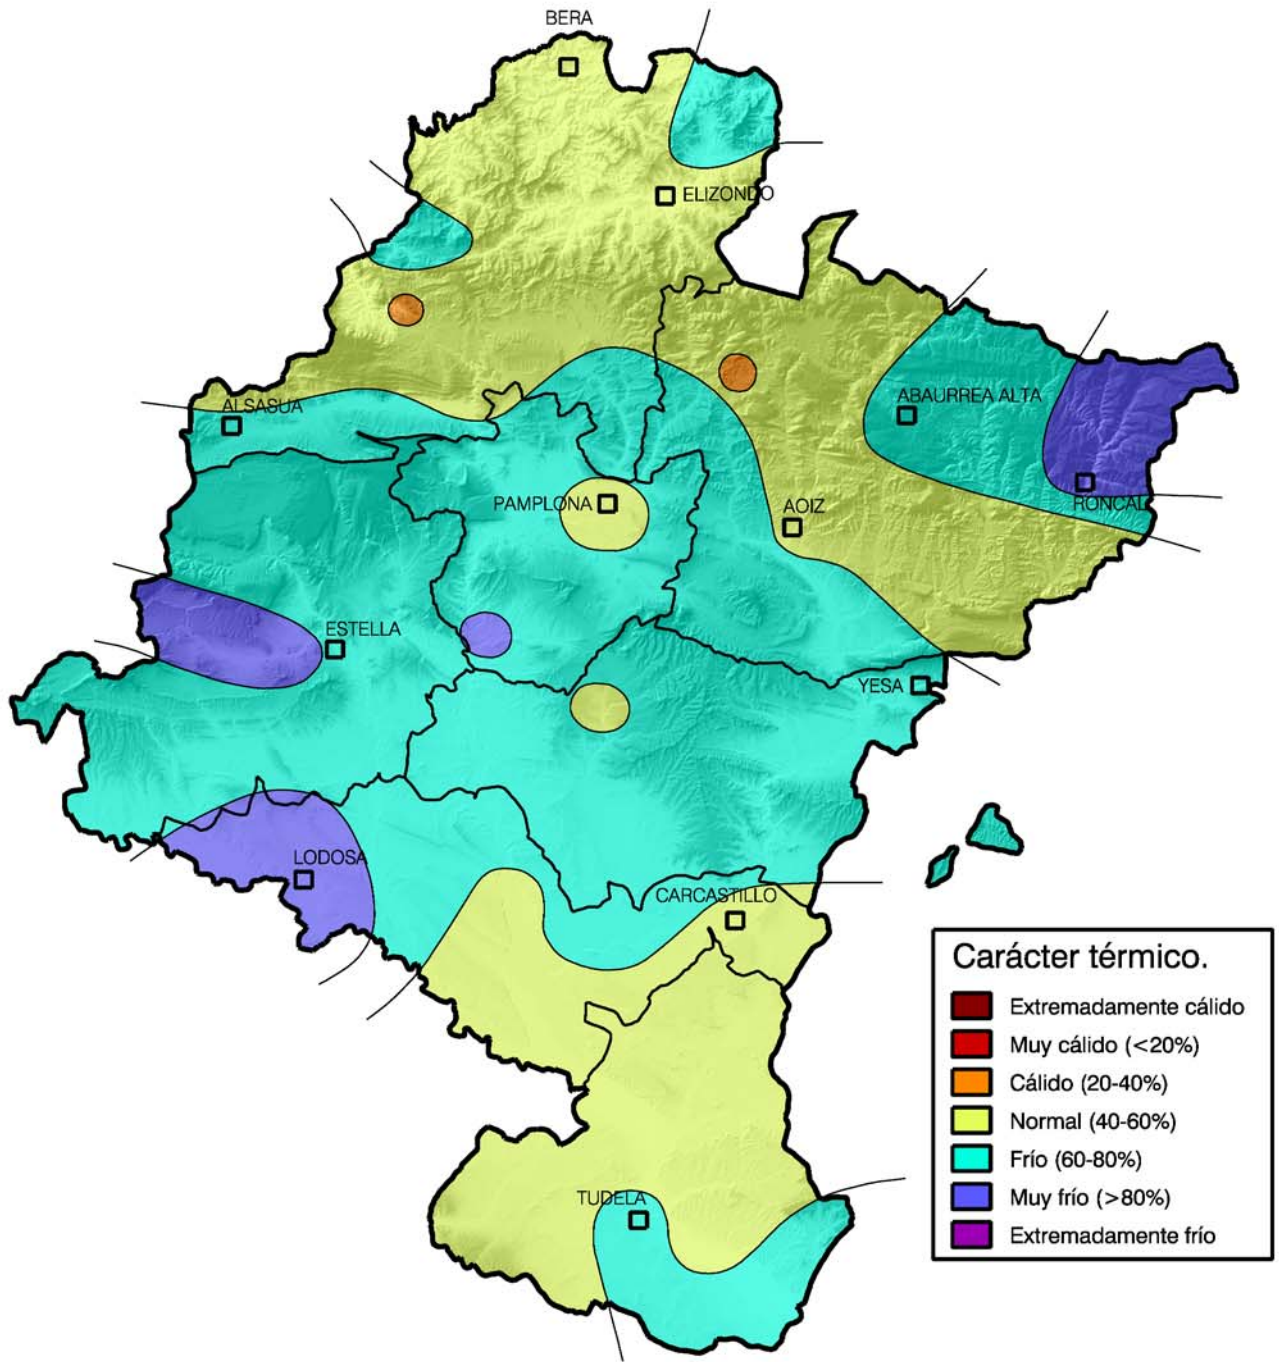 BERA
ELIZONDO
ALSASUA
ABAURREA ALTA
PAMPLONA
AOIZ
RONCAL
ESTELLA
YESA
LODOSA
CARCASTILLO
TUDELA
Carácter térmico.
Extremadamente cálido
Muy cálido (<20%)
Cálido (20-40%)
Normal (40-60%)
Frío (60-80%)
Muy frío (>80%)
Extremadamente frío